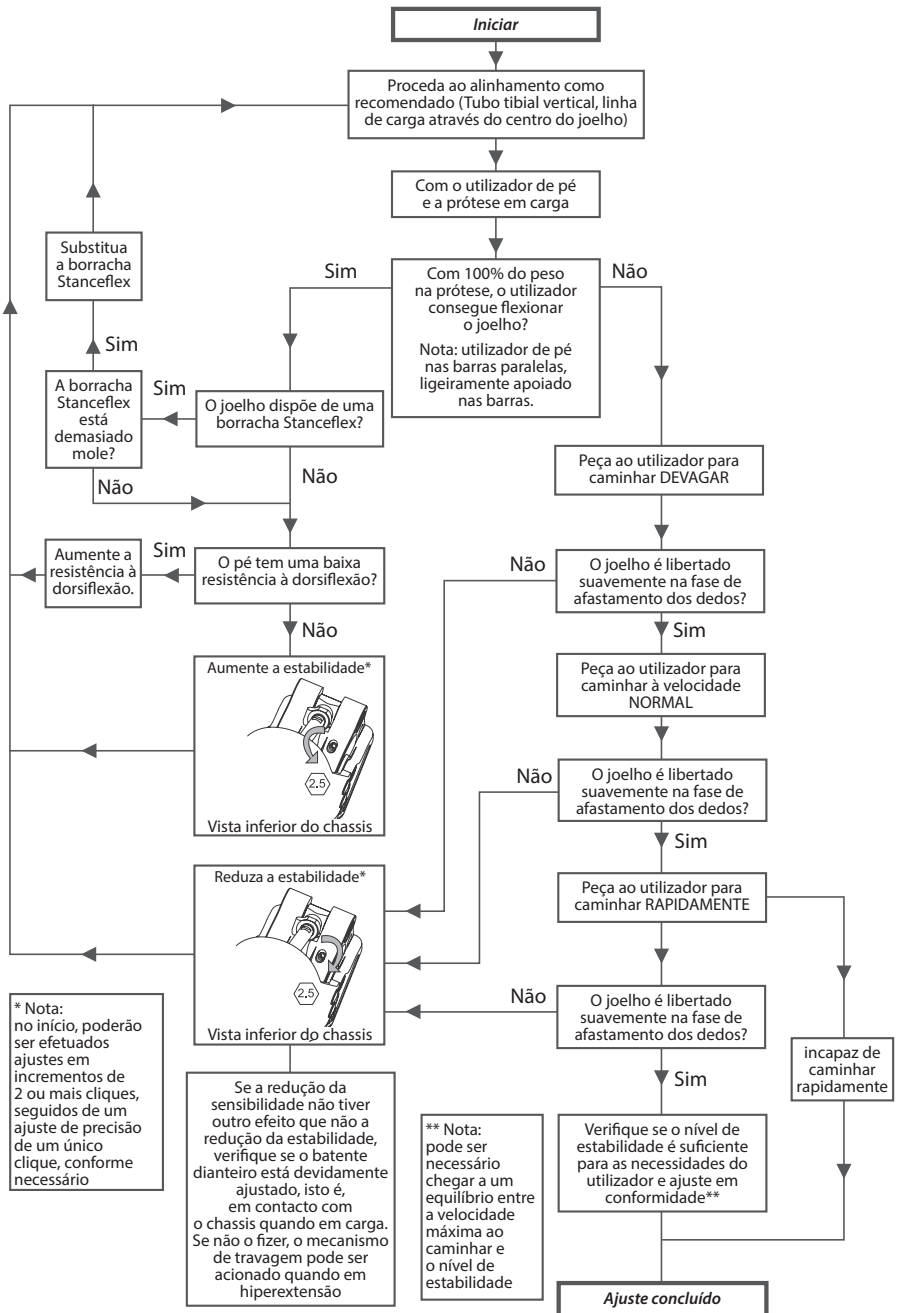 Iniciar
Proceda ao alinhamento como
recomendado (Tubo tibial vertical, linha
de carga através do centro do joelho)
Com o utilizador de pé
e a prótese em carga
Com 100% do peso
na prótese, o utilizador
consegue flexionar
o joelho?
Nota: utilizador de pé
nas barras paralelas,
ligeiramente apoiado
nas barras.
Sim
Não
Substitua
a borracha
Stanceflex
Sim
A borracha
Stanceflex
está
demasiado
mole?
Sim
O joelho dispõe de uma
borracha Stanceflex?
Não
Não
Aumente a
resistência à
dorsiflexão.
Sim
O pé tem uma baixa
resistência à dorsiflexão?
Não
Aumente a estabilidade*
2.5
Vista inferior do chassis
Reduza a estabilidade*
2.5
Vista inferior do chassis
Se a redução da
sensibilidade não tiver
outro efeito que não a
redução da estabilidade,
verifique se o batente
dianteiro está devidamente
ajustado, isto é,
em contacto com
o chassis quando em carga.
Se não o fizer, o mecanismo
de travagem pode ser
acionado quando em
hiperextensão
* Nota:
no início, poderão
ser efetuados
ajustes em
incrementos de
2 ou mais cliques,
seguidos de um
ajuste de precisão
de um único
clique, conforme
necessário
Peça ao utilizador para
caminhar DEVAGAR
Não
O joelho é libertado
suavemente na fase de
afastamento dos dedos?
Sim
Peça ao utilizador para
caminhar à velocidade
NORMAL
Não
O joelho é libertado
suavemente na fase de
afastamento dos dedos?
Sim
Peça ao utilizador para
caminhar RAPIDAMENTE
Não
O joelho é libertado
suavemente na fase de
afastamento dos dedos?
Sim
incapaz de
caminhar
rapidamente
Verifique se o nível de
estabilidade é suficiente
para as necessidades do
utilizador e ajuste em
conformidade**
** Nota:
pode ser
necessário
chegar a um
equilíbrio entre
a velocidade
máxima ao
caminhar e
o nível de
estabilidade
Ajuste concluído